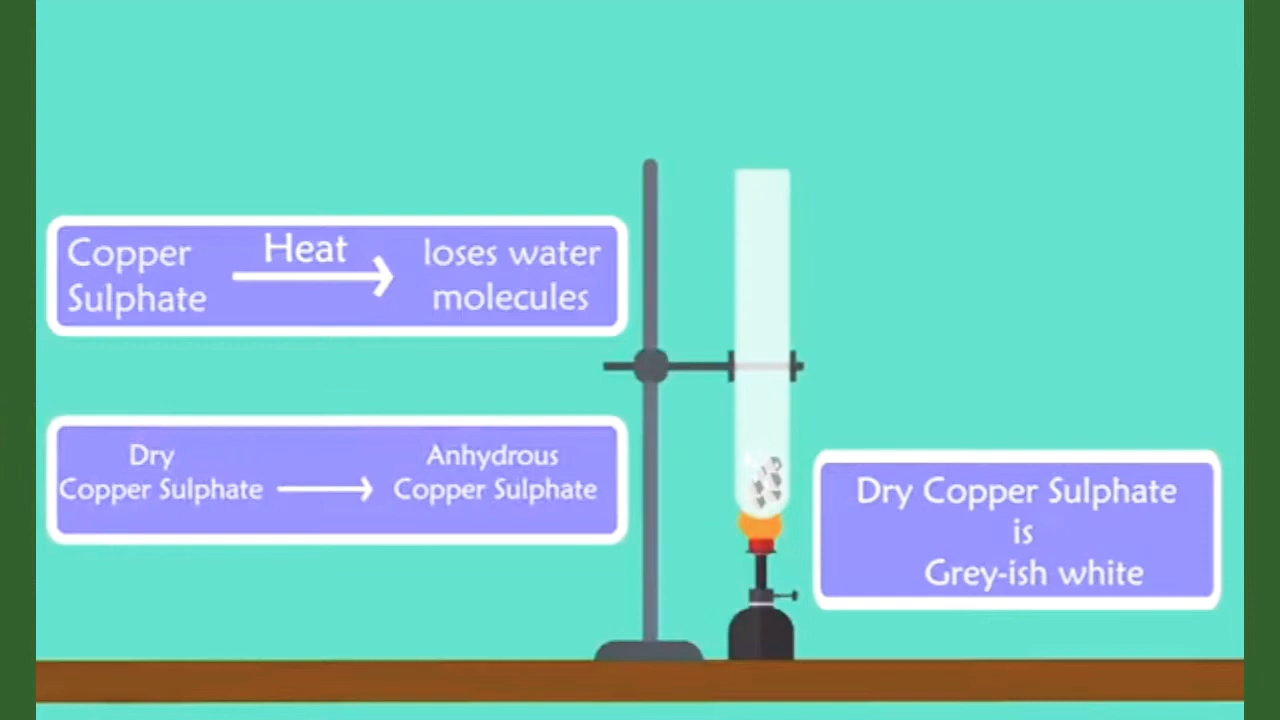 Copper Heat loses water
Sulphate molecules
Dry Anhydrous
Copper Sulphate Copper Sulphate
Dry Copper Sulphate
is
Grey-ish white